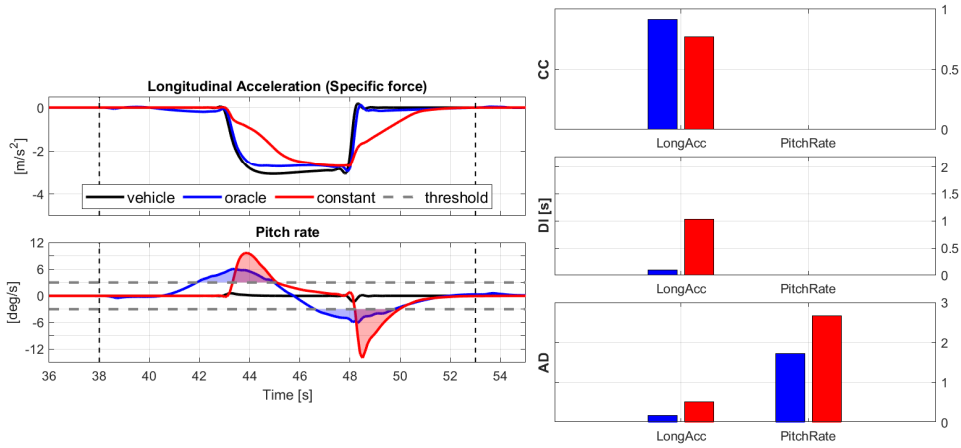 Longitudinal Acceleration (Specific force)
[m/s²]
0
-2
-4
vehicle oracle constant threshold
Pitch rate
[deg/s]
12
6
0
-6
-12
36 38 40 42 44 46 48 50 52 54
Time [s]
CC
1
0.5
0
LongAcc PitchRate
DI [s]
2
1.5
1
0.5
0
LongAcc PitchRate
AD
3
2
1
0
LongAcc PitchRate